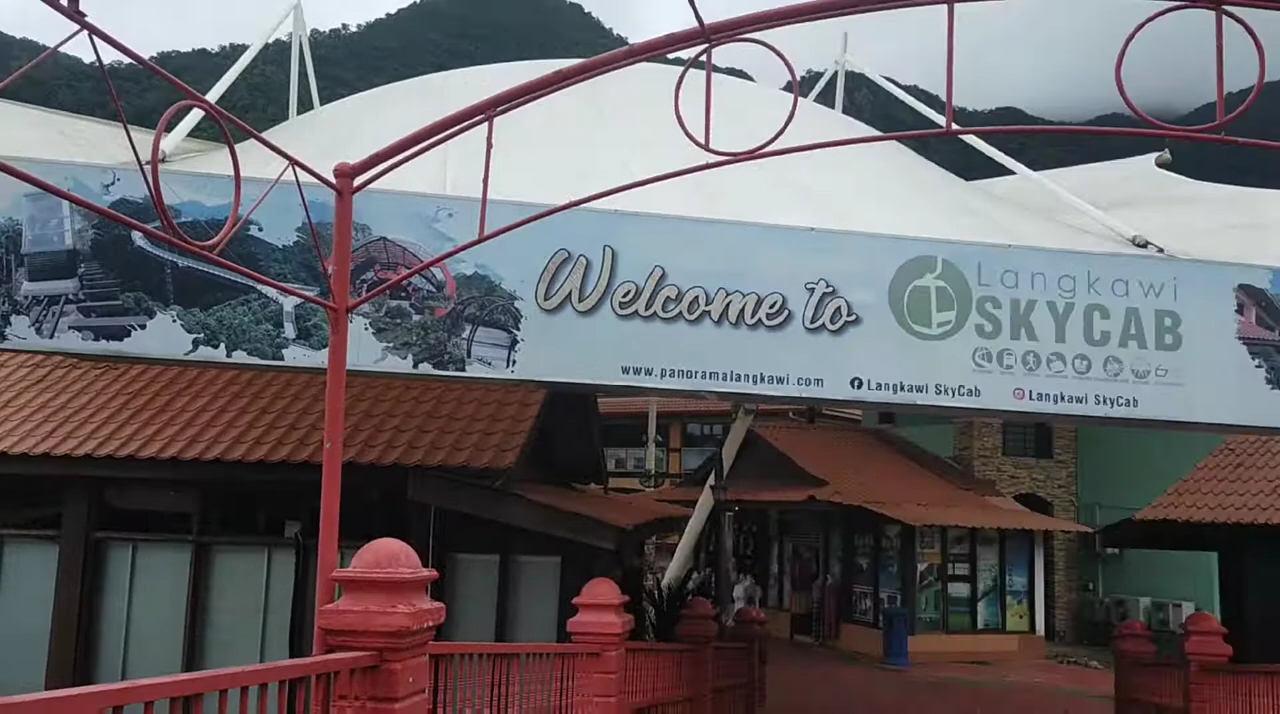 Welcome to
Langkawi
SKYCAB
www.panoramalangkawi.com
Langkawi SkyCab
Langkawi SkyCab